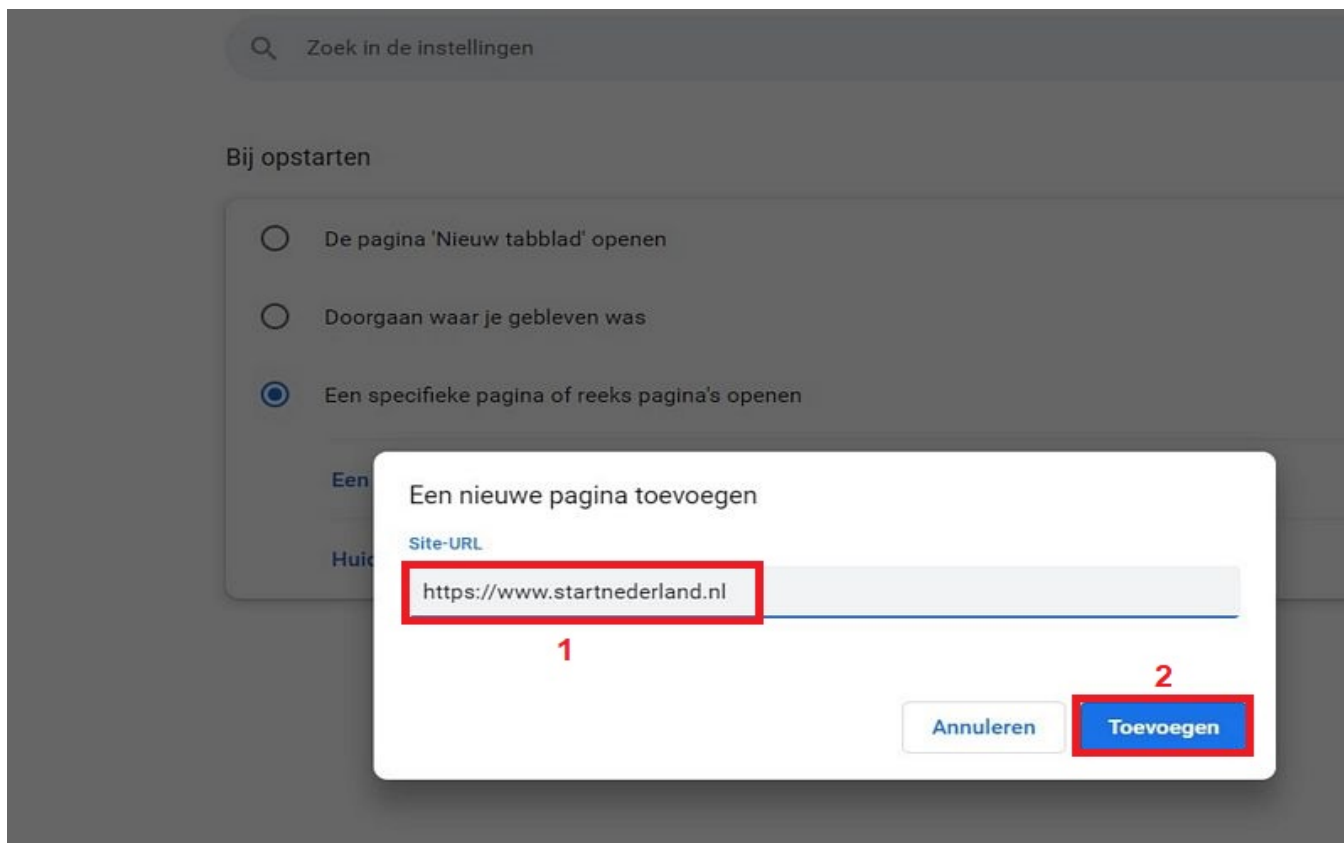 Zoek in de instellingen
Bij opstarten
De pagina 'Nieuw tabblad' openen
Doorgaan waar je gebleven was
Een specifieke pagina of reeks pagina's openen
Een
Een nieuwe pagina toevoegen
Site-URL
https://www.startnederland.nl
1
2
Annuleren
Toevoegen